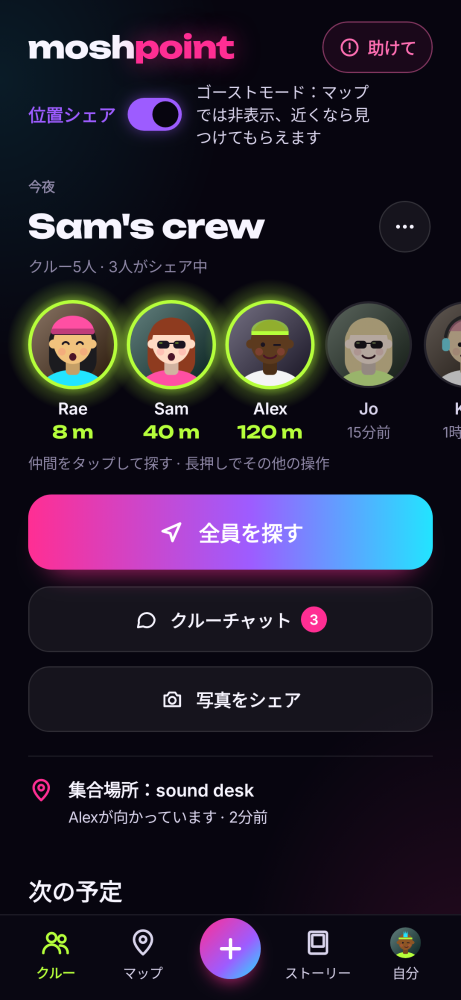 moshpoint
助けて
位置シェア
ゴーストモード：マップ
では非表示、近くなら見
つけてもらえます
今夜
Sam's crew
クルー5人 · 3人がシェア中
Rae
Sam
Alex
Jo
8 m
40 m
120 m
15分前
仲間をタップして探す · 長押しでその他の操作
全員を探す
クルーチャット 3
写真をシェア
集合場所：sound desk
Alexが向かっています · 2分前
次の予定
クルー
マップ
ストーリー
自分